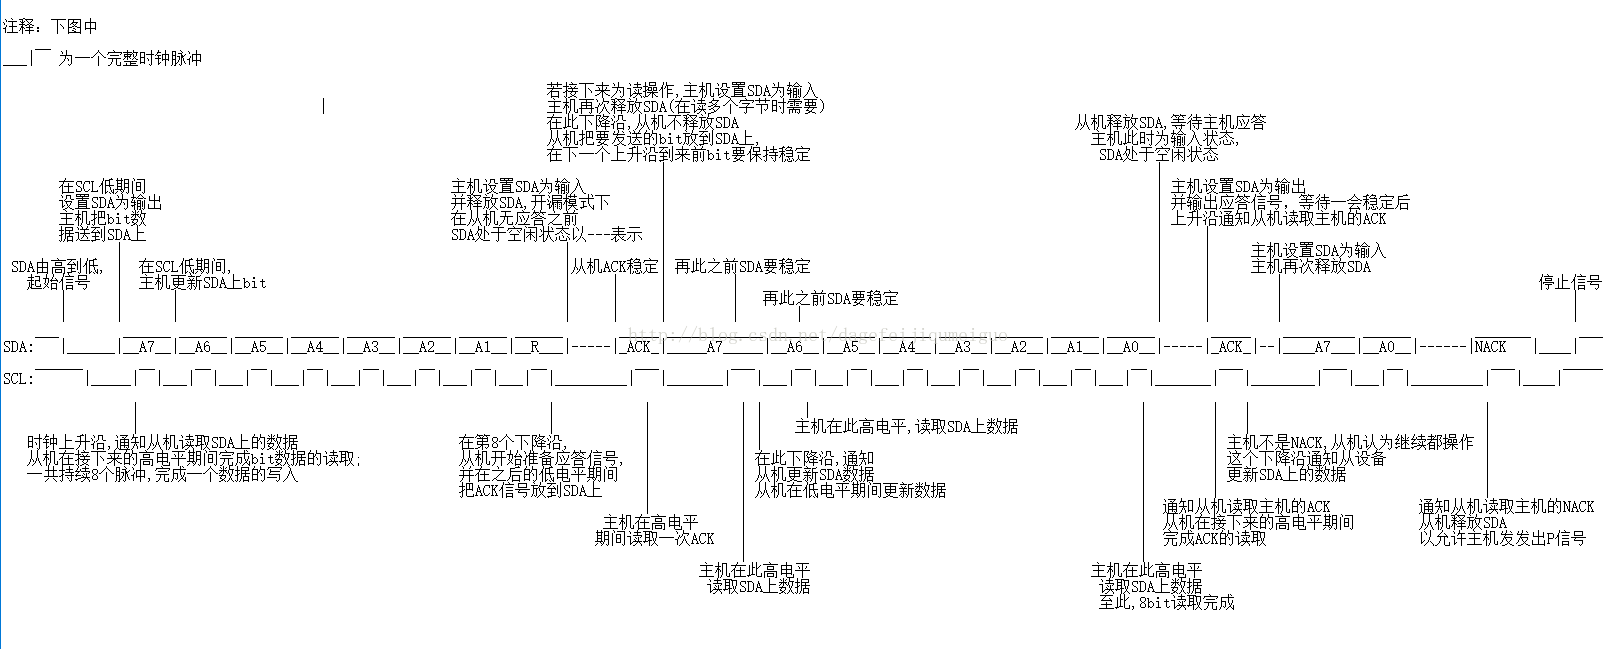 注释：下图中
__|‾ 为一个完整时钟脉冲
若接下来为读操作,主机设置SDA为输入
主机再次释放SDA(在读多个字节时需要)
在此下降沿,从机不释放SDA
从机把要发送的bit放到SDA上,
在下一个上升沿到来前bit要保持稳定
从机释放SDA,等待主机应答
主机此时为输入状态,
SDA处于空闲状态
在SCL低期间
设置SDA为输出
主机把bit数
据送到SDA上
主机设置SDA为输入
并释放SDA,开漏模式下
在从机无应答之前
SDA处于空闲状态以---表示
主机设置SDA为输出
并输出应答信号，等待一会稳定后
上升沿通知从机读取主机的ACK
主机设置SDA为输入
主机再次释放SDA
SDA由高到低,
起始信号
在SCL低期间,
主机更新SDA上bit
从机ACK稳定
再此之前SDA要稳定
再此之前SDA要稳定
停止信号
http://blog.csdn.net/dagefeijiqumeiguo
SDA: A7 A6 A5 A4 A3 A2 A1 R ------ ACK A7 A6 A5 A4 A3 A2 A1 A0 ----- ACK -- A7 A0 ------ NACK
SCL:
时钟上升沿,通知从机读取SDA上的数据
从机在接下来的高电平期间完成bit数据的读取;
一共持续8个脉冲,完成一个数据的写入
在第8个下降沿,
从机开始准备应答信号,
并在之后的低电平期间
把ACK信号放到SDA上
主机在高电平
期间读取一次ACK
主机在此高电平
读取SDA上数据
在此下降沿,通知
从机更新SDA数据
从机在低电平期间更新数据
主机在此高电平,读取SDA上数据
主机在此高电平
读取SDA上数据
至此,8bit读取完成
通知从机读取主机的ACK
从机在接下来的高电平期间
完成ACK的读取
主机不是NACK,从机认为继续都操作
这个下降沿通知从设备
更新SDA上的数据
通知从机读取主机的NACK
从机释放SDA
以允许主机发发出P信号